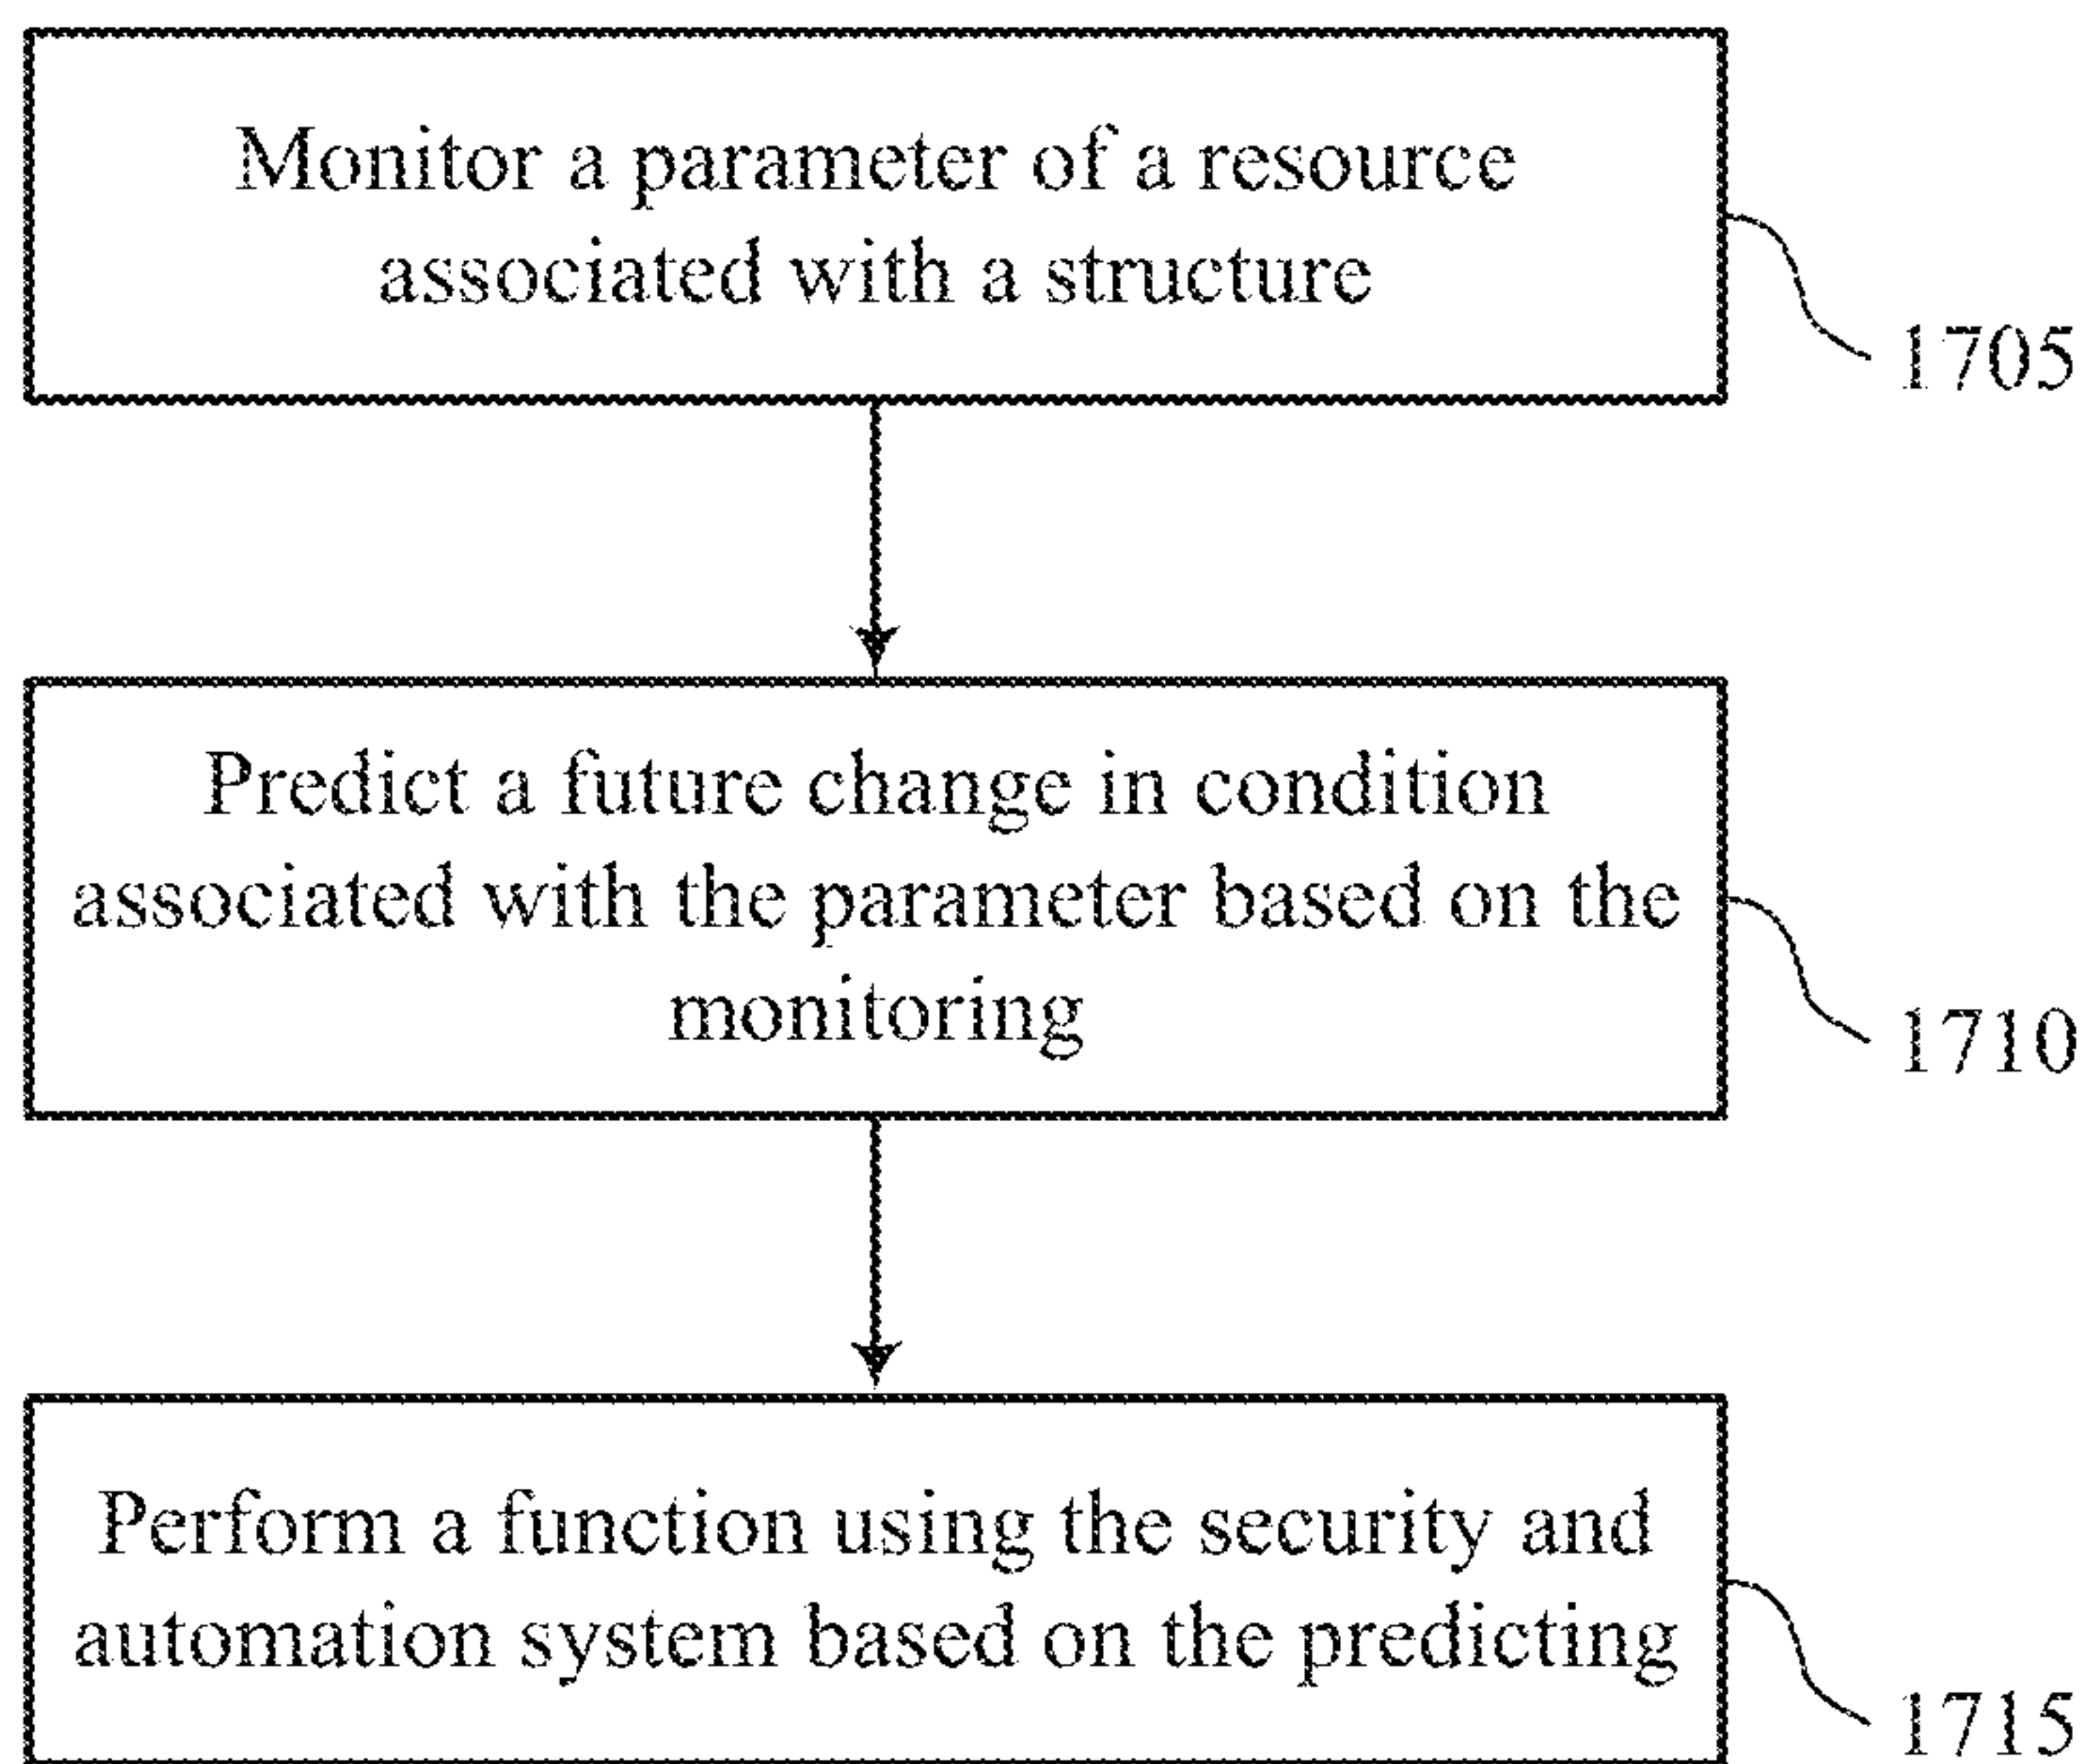 Monitor a parameter of a resource
associated with a structure
1705
Predict a future change in condition
associated with the parameter based on the
monitoring
1710
Perform a function using the security and
automation system based on the predicting
1715